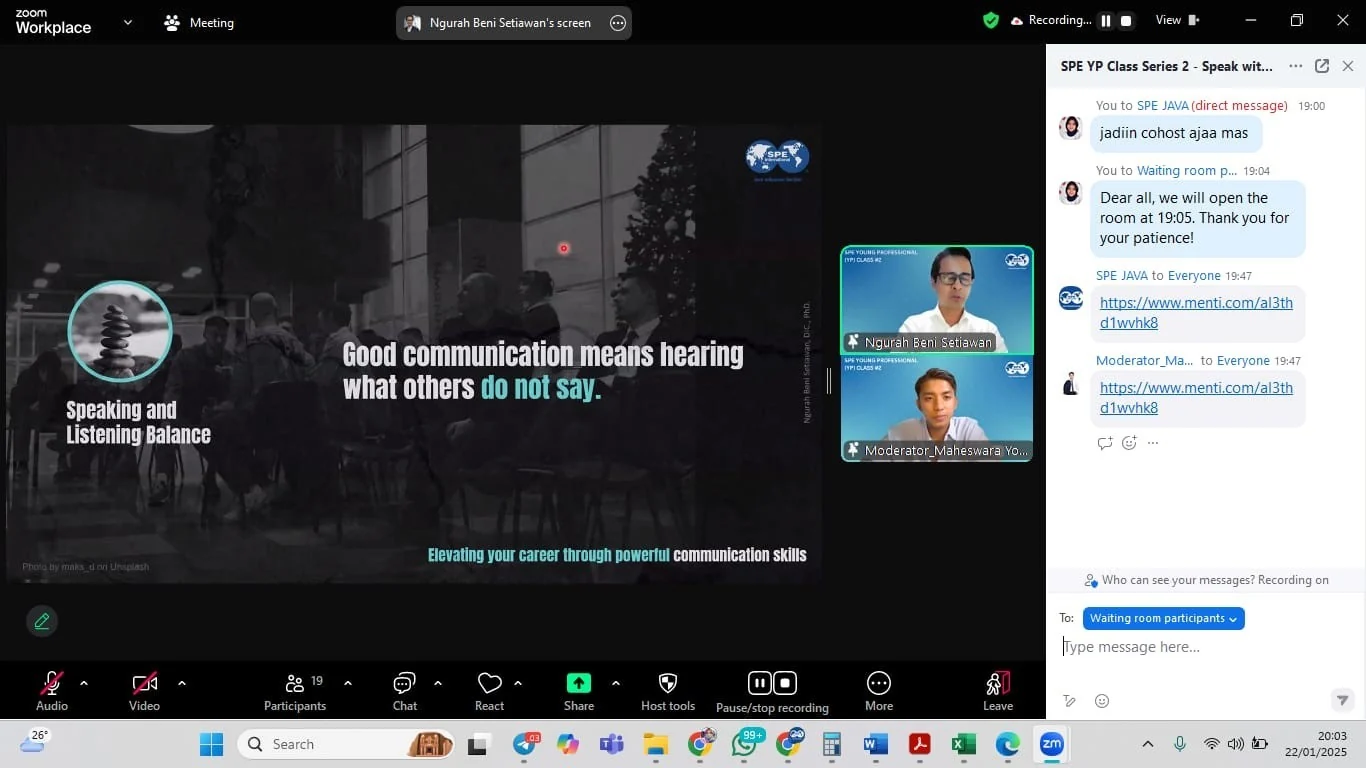 zoom
Workplace
Meeting
Ngurah Beni Setiawan's screen
Recording...
View
SPE
International
Speaking and
Listening Balance
Good communication means hearing
what others do not say.
Ngurah Beni Setiawan, DIC., PhD.
Elevating your career through powerful communication skills
Photo by maks_d on Unsplash
SPE YOUNG PROFESSIONAL
(YP) CLASS #2
Ngurah Beni Setiawan
SPE YOUNG PROFESSIONAL
(YP) CLASS #2
Moderator_Maheswara Yo...
SPE YP Class Series 2 - Speak wit...
You to SPE JAVA (direct message) 19:00
jadiin cohost ajaa mas
You to Waiting room p... 19:04
Dear all, we will open the
room at 19:05. Thank you for
your patience!
SPE JAVA to Everyone 19:47
https://www.menti.com/al3th
d1wvhk8
Moderator_Ma... to Everyone 19:47
https://www.menti.com/al3th
d1wvhk8
Who can see your messages? Recording on
To: Waiting room participants
Type message here...
Audio
Video
Participants
19
Chat
React
Share
Host tools
Pause/stop recording
More
Leave
26°
Search
03
99+
W
X
zm
20:03
22/01/2025